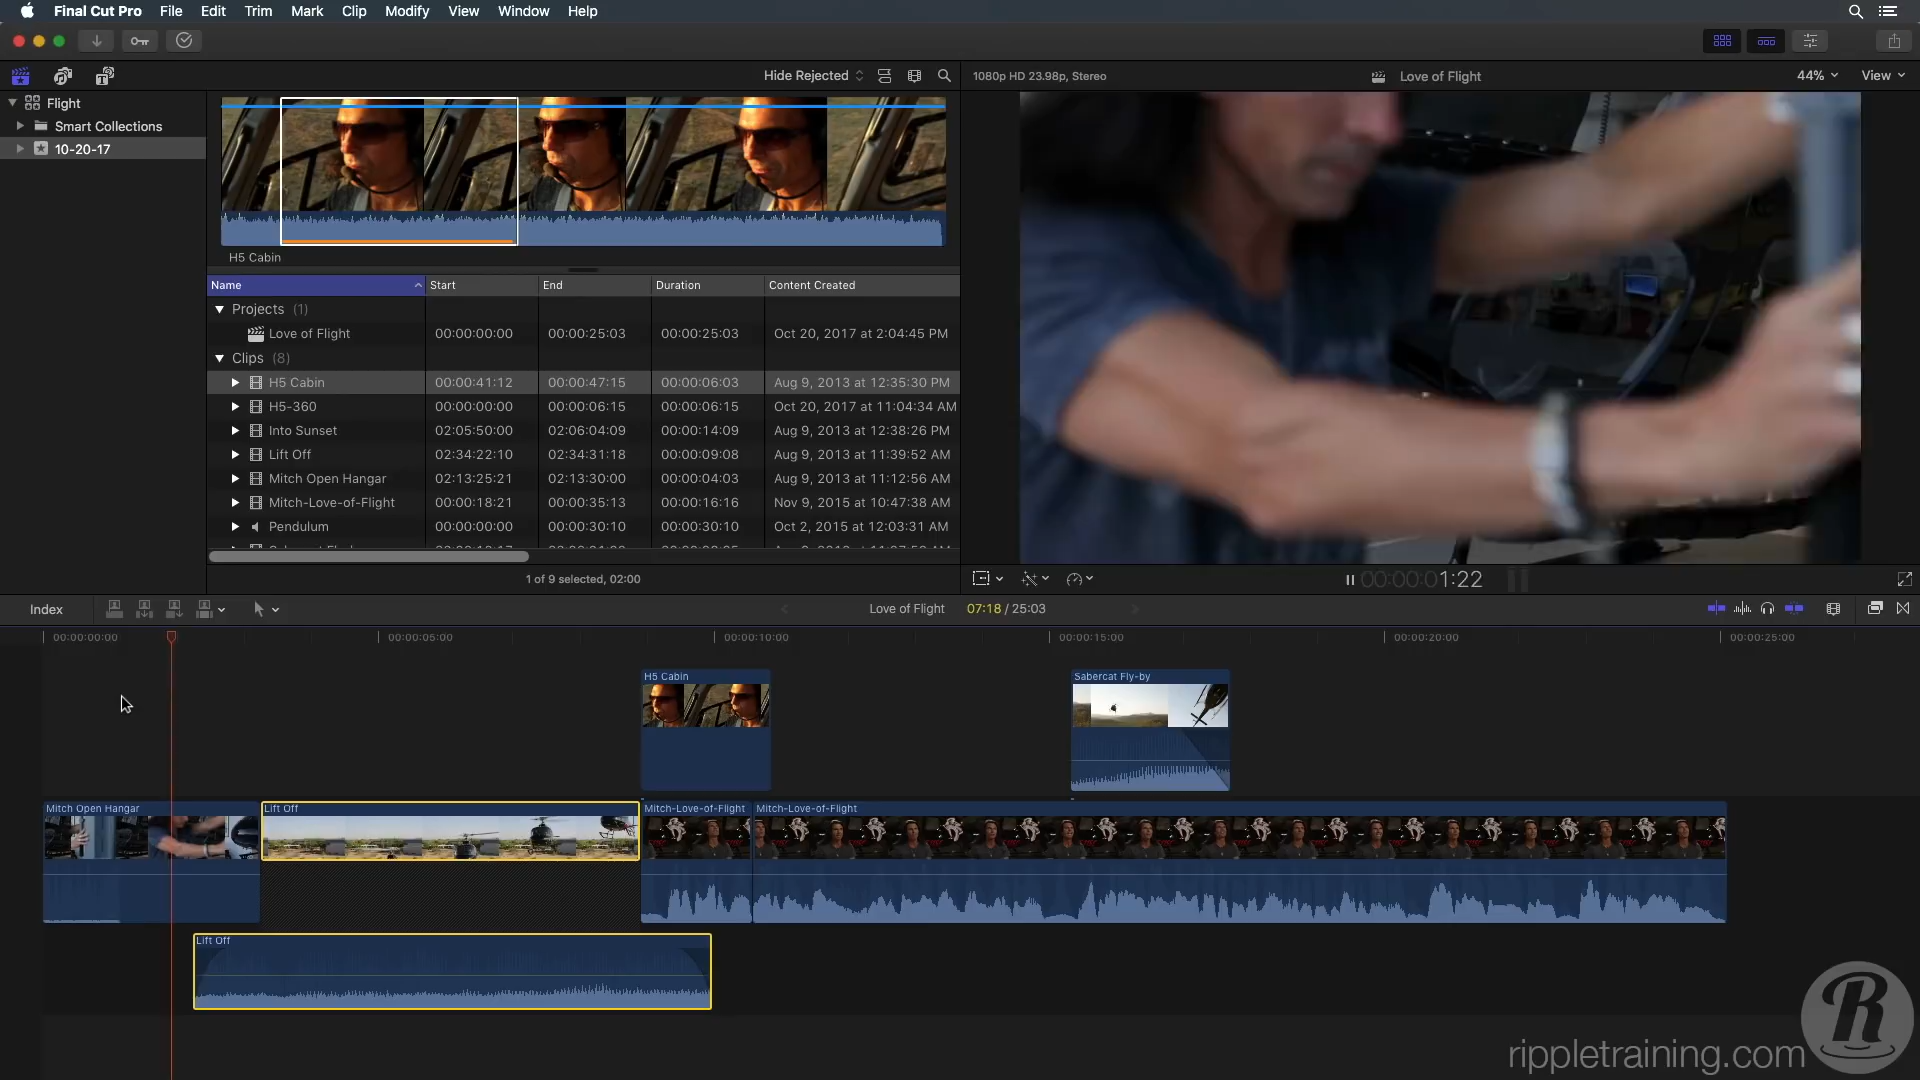 Final Cut Pro File Edit Trim Mark Clip Modify View Window Help
Hide Rejected
1080p HD 23.98p, Stereo
Love of Flight
44%
View
Flight
Smart Collections
10-20-17
H5 Cabin
Name Start End Duration Content Created
Projects (1)
Love of Flight 00:00:00:00 00:00:25:03 00:00:25:03 Oct 20, 2017 at 2:04:45 PM
Clips (8)
H5 Cabin 00:00:41:12 00:00:47:15 00:00:06:03 Aug 9, 2013 at 12:35:30 PM
H5-360 00:00:00:00 00:00:06:15 00:00:06:15 Oct 20, 2017 at 11:04:34 AM
Into Sunset 02:05:50:00 02:06:04:09 00:00:14:09 Aug 9, 2013 at 12:38:26 PM
Lift Off 02:34:22:10 02:34:31:18 00:00:09:08 Aug 9, 2013 at 11:39:52 AM
Mitch Open Hangar 02:13:25:21 02:13:30:00 00:00:04:03 Aug 9, 2013 at 11:12:56 AM
Mitch-Love-of-Flight 00:00:18:21 00:00:35:13 00:00:16:16 Nov 9, 2015 at 10:47:38 AM
Pendulum 00:00:00:00 00:00:30:10 00:00:30:10 Oct 2, 2015 at 12:03:31 AM
1 of 9 selected, 02:00
00:00:01:22
Index
Love of Flight 07:18 / 25:03
00:00:00:00 00:00:05:00 00:00:10:00 00:00:15:00 00:00:20:00 00:00:25:00
H5 Cabin
Sabercat Fly-by
Mitch Open Hangar
Lift Off
Mitch-Love-of-Flight
Mitch-Love-of-Flight
Lift Off
R
rippletraining.com